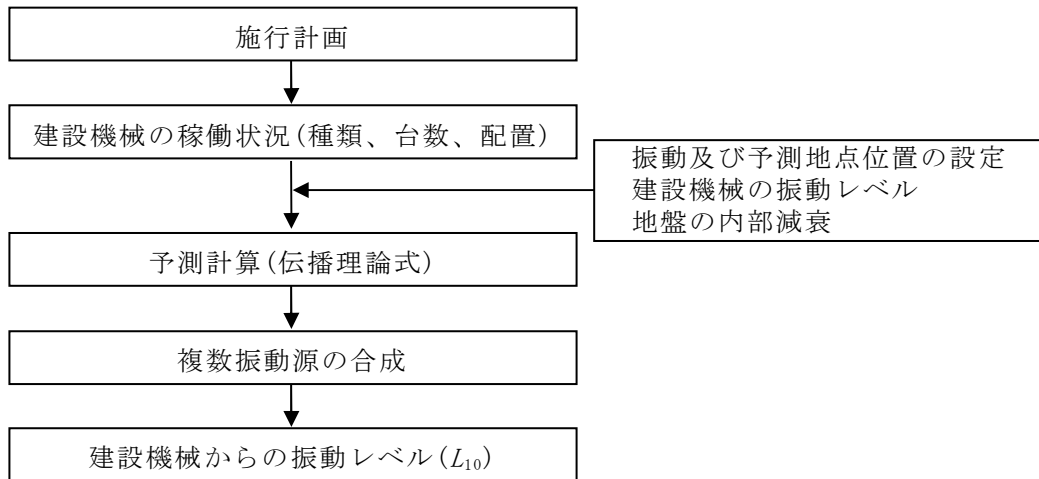 施行計画
建設機械の稼働状況(種類、台数、配置)
振動及び予測地点位置の設定
建設機械の振動レベル
地盤の内部減衰
予測計算(伝播理論式)
複数振動源の合成
建設機械からの振動レベル(L10)